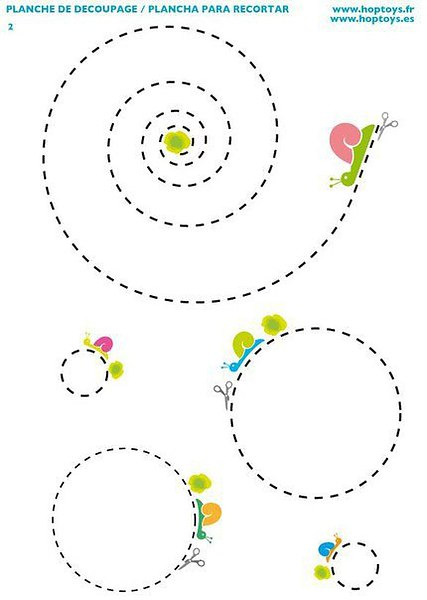 PLANCHE DE DECOUPAGE / PLANCHA PARA RECORTAR
www.hoptoys.fr
www.hoptoys.es
2